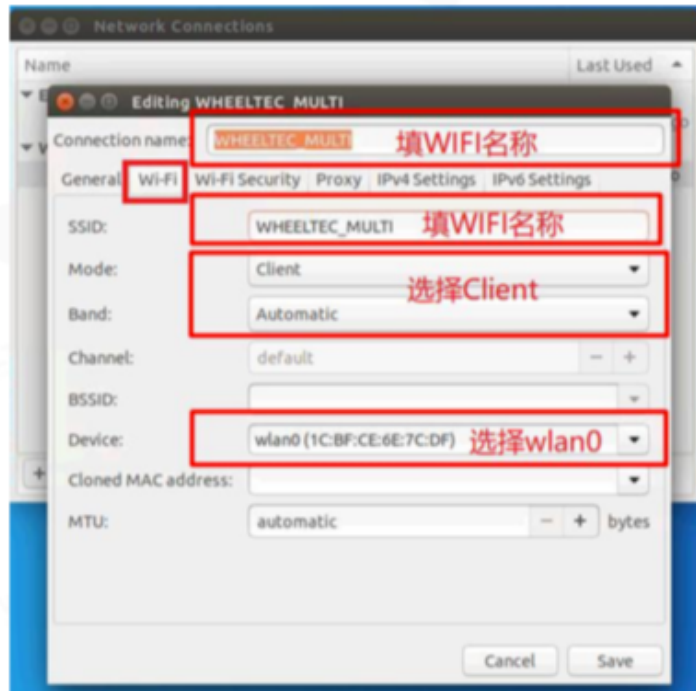 Network Connections
Name Last Used
Editing WHEELTEC_MULTI
Connection name: WHEELTEC_MULTI 填WIFI名称
General Wi-Fi Wi-Fi Security Proxy IPv4 Settings IPv6 Settings
SSID: WHEELTEC_MULTI 填WIFI名称
Mode: Client
选择Client
Band: Automatic
Channel: default
BSSID:
Device: wlan0 (1C:BF:CE:6E:7C:DF) 选择wlan0
Cloned MAC address:
MTU: automatic - + bytes
Cancel Save